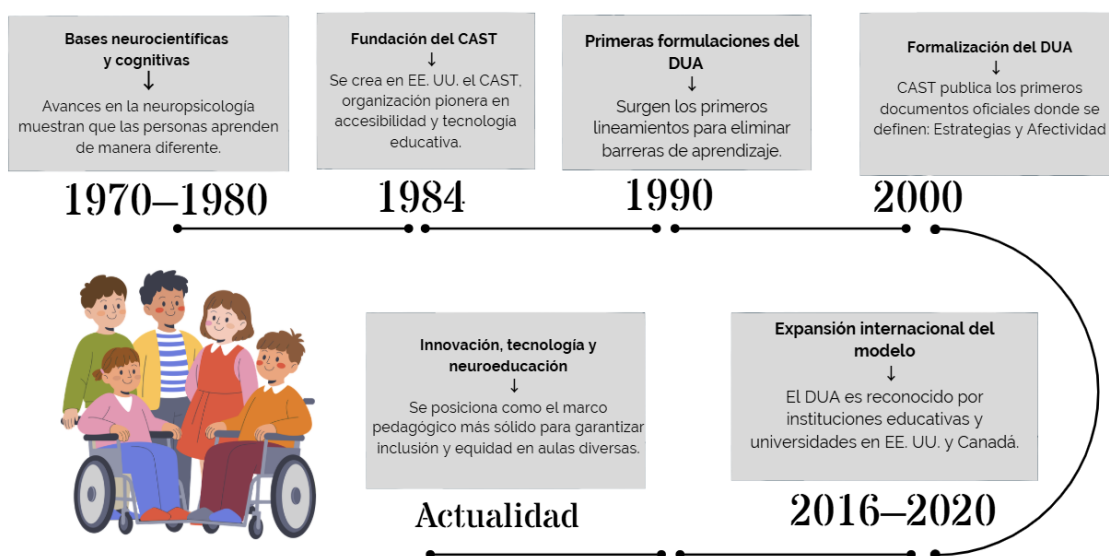 Bases neurocientíficas
y cognitivas
↓
Avances en la neuropsicología
muestran que las personas aprenden
de manera diferente.
1970–1980
Fundación del CAST
↓
Se crea en EE. UU. el CAST,
organización pionera en
accesibilidad y tecnología
educativa.
1984
Primeras formulaciones del
DUA
↓
Surgen los primeros
lineamientos para eliminar
barreras de aprendizaje.
1990
Formalización del DUA
↓
CAST publica los primeros
documentos oficiales donde se
definen: Estrategias y Afectividad
2000
Expansión internacional del
modelo
↓
El DUA es reconocido por
instituciones educativas y
universidades en EE. UU. y Canadá.
2016–2020
Innovación, tecnología y
neuroeducación
↓
Se posiciona como el marco
pedagógico más sólido para garantizar
inclusión y equidad en aulas diversas.
Actualidad